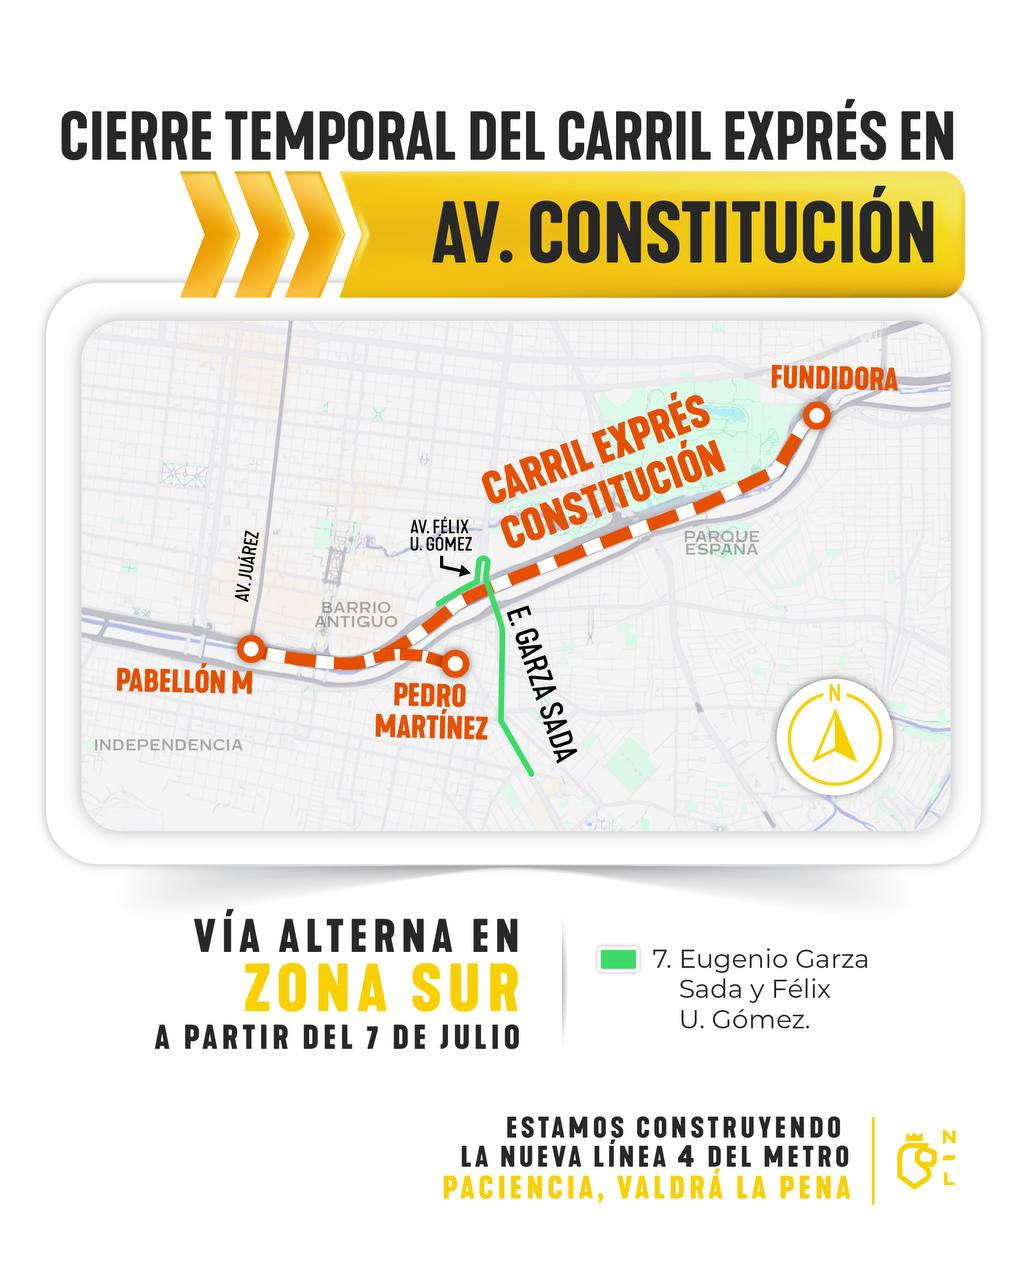 CIERRE TEMPORAL DEL CARRIL EXPRÉS EN
AV. CONSTITUCIÓN
FUNDIDORA
CARRIL EXPRÉS
CONSTITUCIÓN
AV. FÉLIX
U. GÓMEZ
PARQUE
ESPAÑA
AV. JUÁREZ
BARRIO
ANTIGUO
E. GARZA SADA
PABELLÓN M
PEDRO
MARTÍNEZ
INDEPENDENCIA
N
VÍA ALTERNA EN
ZONA SUR
A PARTIR DEL 7 DE JULIO
7. Eugenio Garza
Sada y Félix
U. Gómez.
ESTAMOS CONSTRUYENDO
LA NUEVA LÍNEA 4 DEL METRO
PACIENCIA, VALDRÁ LA PENA
N
L